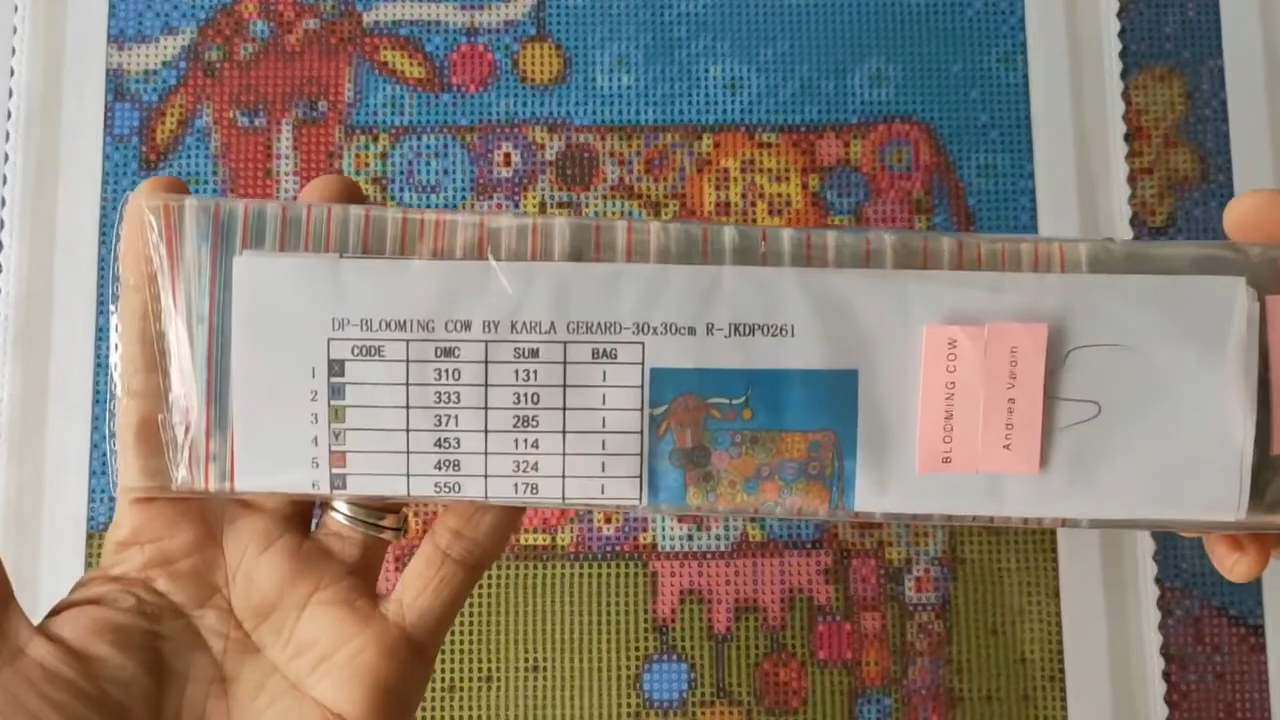 DP-BLOOMING COW BY KARLA GERARD-30x30cm R-JKDP0261
CODE DMC SUM BAG
1 X 310 131 1
2 H 333 310 1
3 L 371 285 1
4 Y 453 114 1
5 498 324 1
6 W 550 178 1
BLOOMING COW
Andrea Vardin